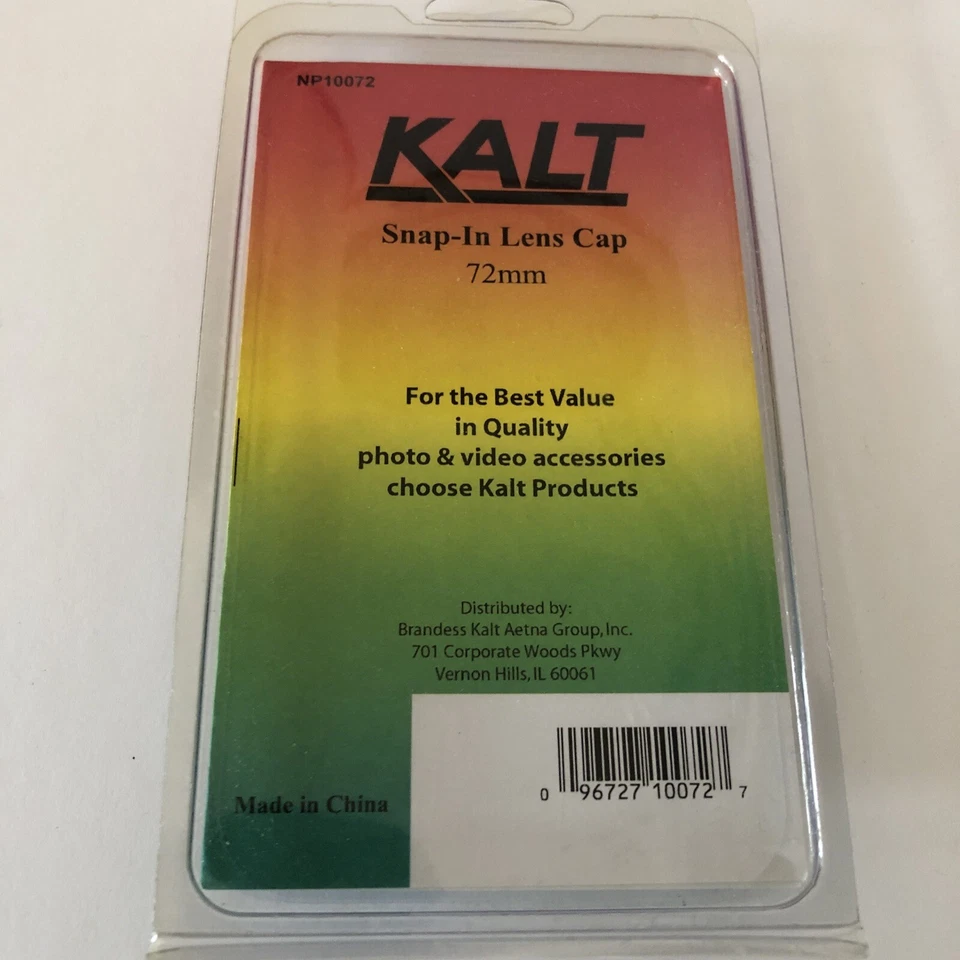 NP10072
KALT
Snap-In Lens Cap
72mm
For the Best Value
in Quality
photo & video accessories
choose Kalt Products
Distributed by:
Brandess Kalt Aetna Group, Inc.
701 Corporate Woods Pkwy
Vernon Hills, IL 60061
Made in China
0 96727 10072 7